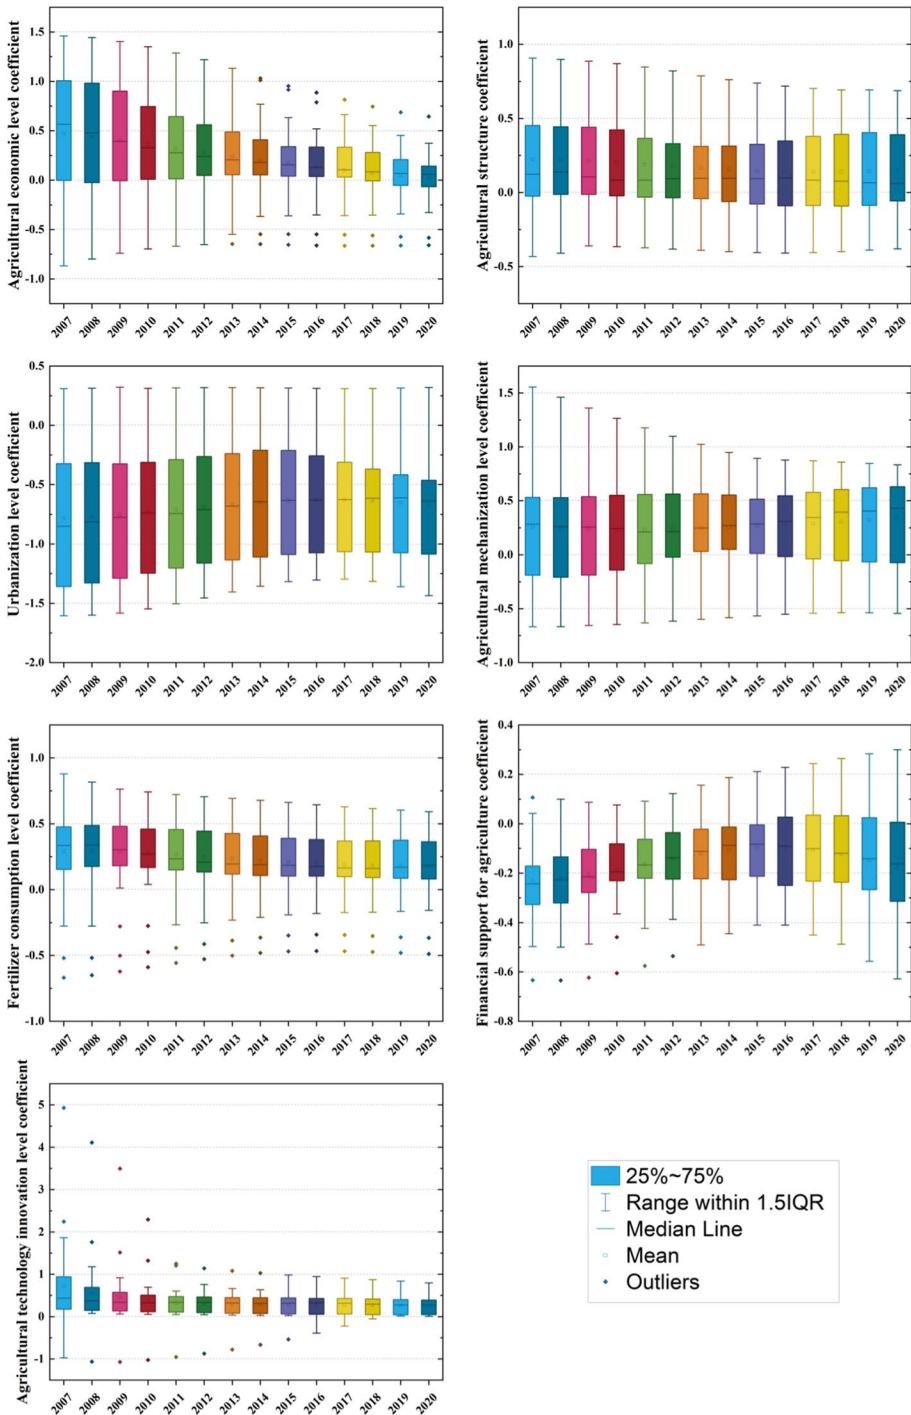 Agricultural economic level coefficient
1.5
1.0
0.5
0.0
-0.5
-1.0
2007 2008 2009 2010 2011 2012 2013 2014 2015 2016 2017 2018 2019 2020
Agricultural structure coefficient
1.0
0.5
0.0
-0.5
2007 2008 2009 2010 2011 2012 2013 2014 2015 2016 2017 2018 2019 2020
Urbanization level coefficient
0.5
0.0
-0.5
-1.0
-1.5
-2.0
2007 2008 2009 2010 2011 2012 2013 2014 2015 2016 2017 2018 2019 2020
Agricultural mechanization level coefficient
1.5
1.0
0.5
0.0
-0.5
-1.0
2007 2008 2009 2010 2011 2012 2013 2014 2015 2016 2017 2018 2019 2020
Fertilizer consumption level coefficient
1.0
0.5
0.0
-0.5
-1.0
2007 2008 2009 2010 2011 2012 2013 2014 2015 2016 2017 2018 2019 2020
Financial support for agriculture coefficient
0.4
0.2
0.0
-0.2
-0.4
-0.6
-0.8
2007 2008 2009 2010 2011 2012 2013 2014 2015 2016 2017 2018 2019 2020
Agricultural technology innovation level coefficient
5
4
3
2
1
0
-1
2007 2008 2009 2010 2011 2012 2013 2014 2015 2016 2017 2018 2019 2020
25%~75%
Range within 1.5IQR
Median Line
Mean
Outliers